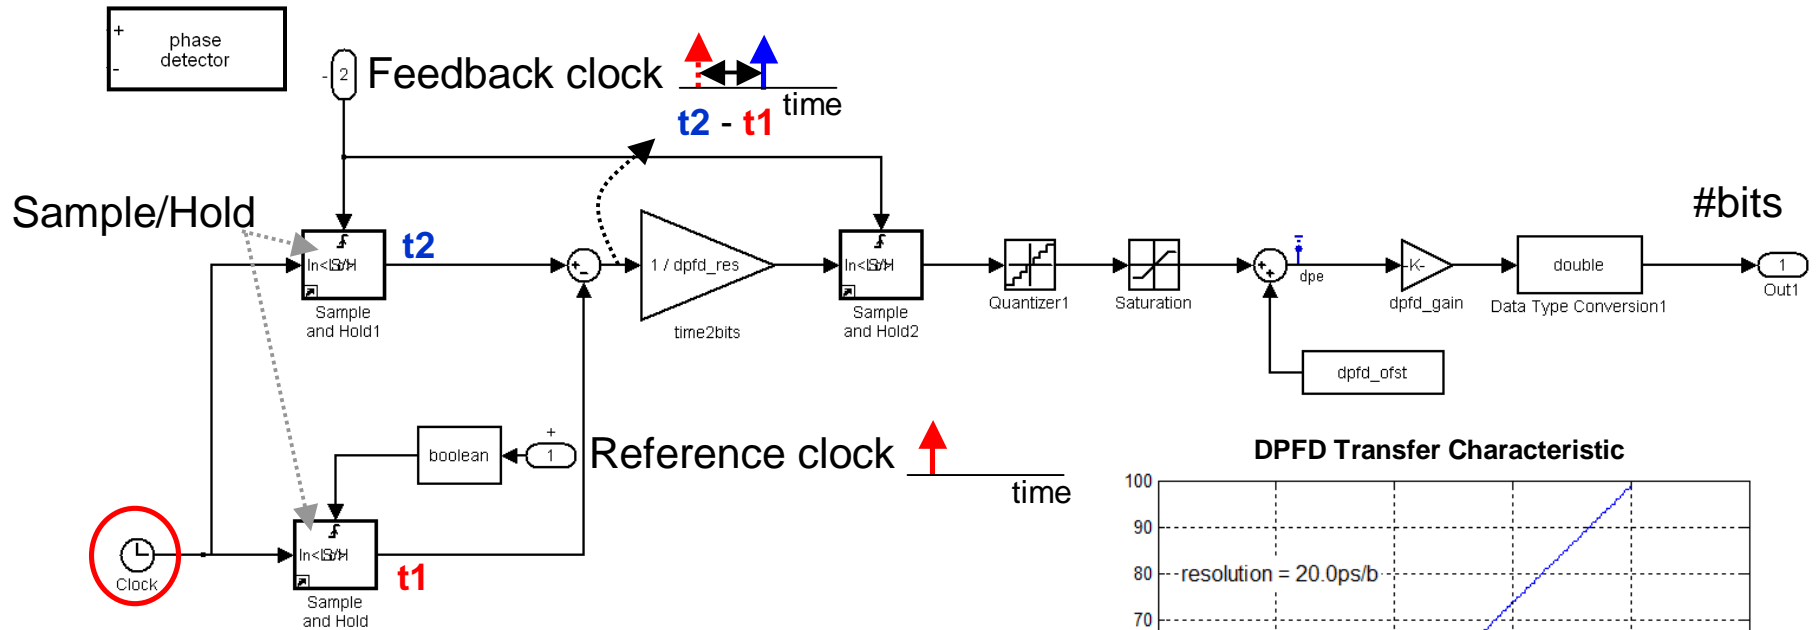 +
phase
detector
-
- 2
Feedback clock
time
t2 - t1
Sample/Hold
t2
#bits
Sample
and Hold1
+
-
1 / dpfd_res
time2bits
Sample
and Hold2
Quantizer1
Saturation
+
+
dpe
-K-
dpfd_gain
double
Data Type Conversion1
1
Out1
dpfd_ofst
boolean
+
1
Reference clock
time
Clock
t1
Sample
and Hold
DPFD Transfer Characteristic
100
90
80
70
resolution = 20.0ps/b